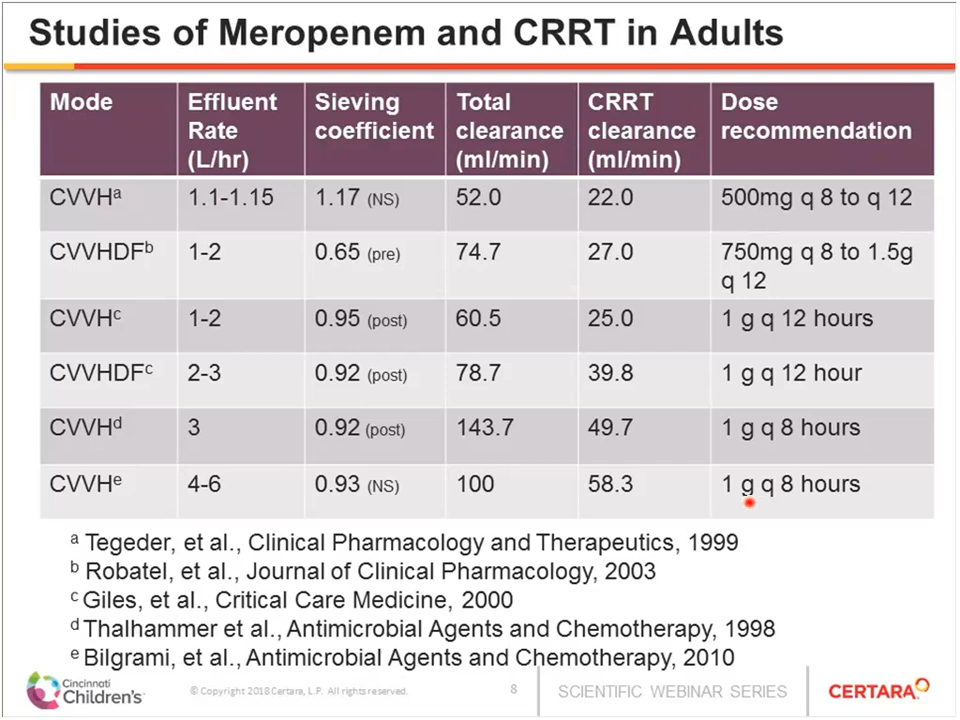 Studies of Meropenem and CRRT in Adults
Mode Effluent Rate (L/hr) Sieving coefficient Total clearance (ml/min) CRRT clearance (ml/min) Dose recommendation
CVVHᵃ 1.1-1.15 1.17 (NS) 52.0 22.0 500mg q 8 to q 12
CVVHDFᵇ 1-2 0.65 (pre) 74.7 27.0 750mg q 8 to 1.5g q 12
CVVHᶜ 1-2 0.95 (post) 60.5 25.0 1 g q 12 hours
CVVHDFᶜ 2-3 0.92 (post) 78.7 39.8 1 g q 12 hour
CVVHᵈ 3 0.92 (post) 143.7 49.7 1 g q 8 hours
CVVHᵉ 4-6 0.93 (NS) 100 58.3 1 g q 8 hours
ᵃ Tegeder, et al., Clinical Pharmacology and Therapeutics, 1999
ᵇ Robatel, et al., Journal of Clinical Pharmacology, 2003
ᶜ Giles, et al., Critical Care Medicine, 2000
ᵈ Thalhammer et al., Antimicrobial Agents and Chemotherapy, 1998
ᵉ Bilgrami, et al., Antimicrobial Agents and Chemotherapy, 2010
Cincinnati
Children's
© Copyright 2018 Certara, L.P. All rights reserved.
8
SCIENTIFIC WEBINAR SERIES
CERTARA